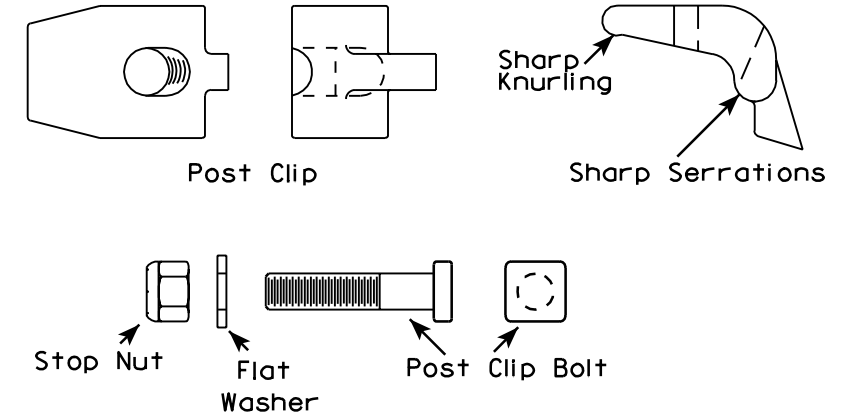 Sharp
Knurling
Post Clip
Sharp Serrations
Stop Nut
Flat
Washer
Post Clip Bolt